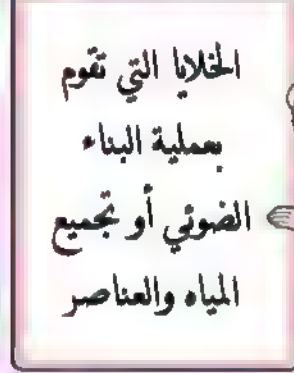 الخلايا التي تقوم
بعملية البناء
الضوئي أو تجميع
المياه والعناصر